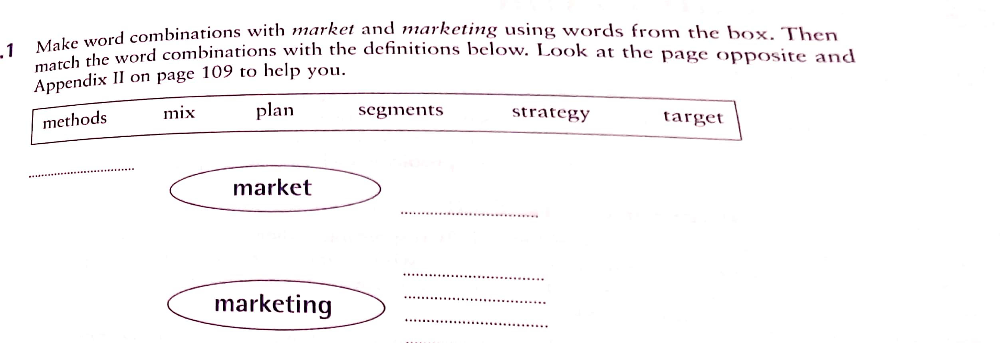 .1 Make word combinations with market and marketing using words from the box. Then
match the word combinations with the definitions below. Look at the page opposite and
Appendix II on page 109 to help you.
methods mix plan segments strategy target
market
marketing